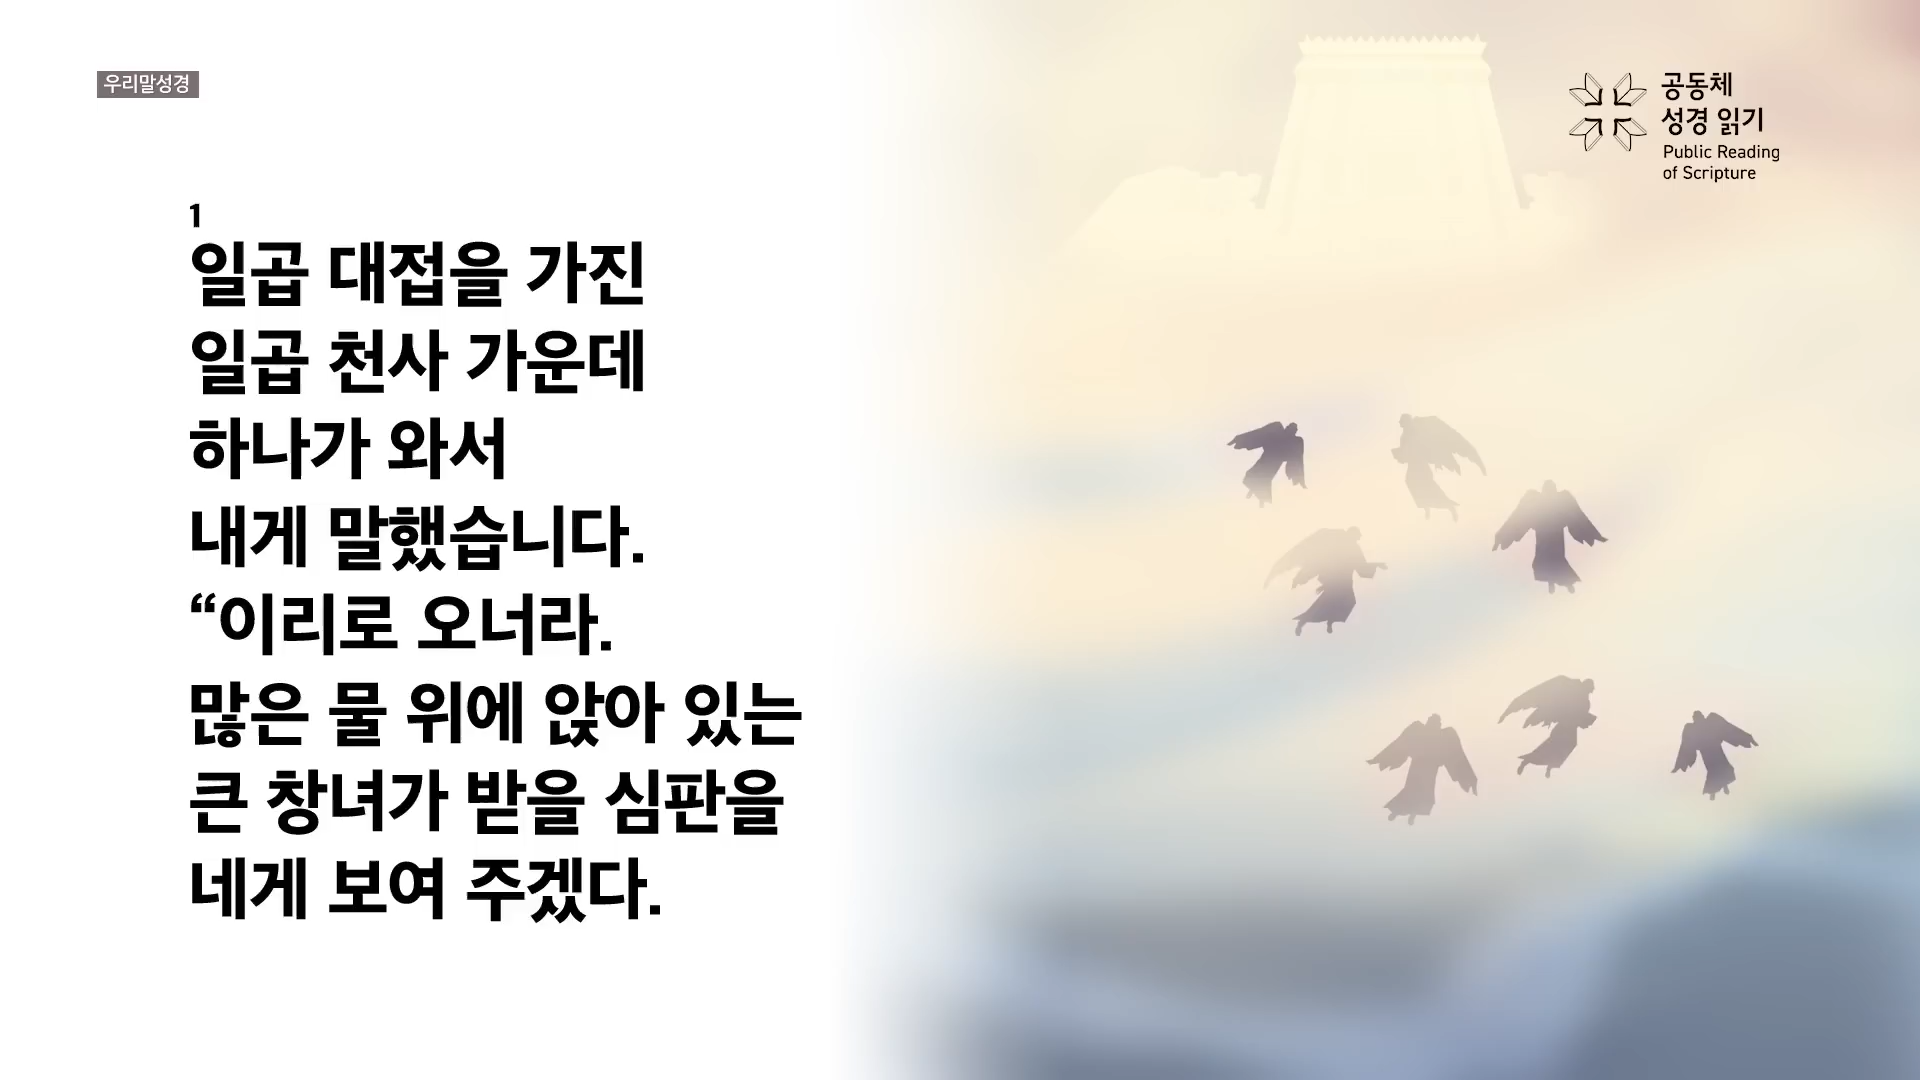 우리말성경
공동체
성경 읽기
Public Reading
of Scripture
1
일곱 대접을 가진
일곱 천사 가운데
하나가 와서
내게 말했습니다.
“이리로 오너라.
많은 물 위에 앉아 있는
큰 창녀가 받을 심판을
네게 보여 주겠다.